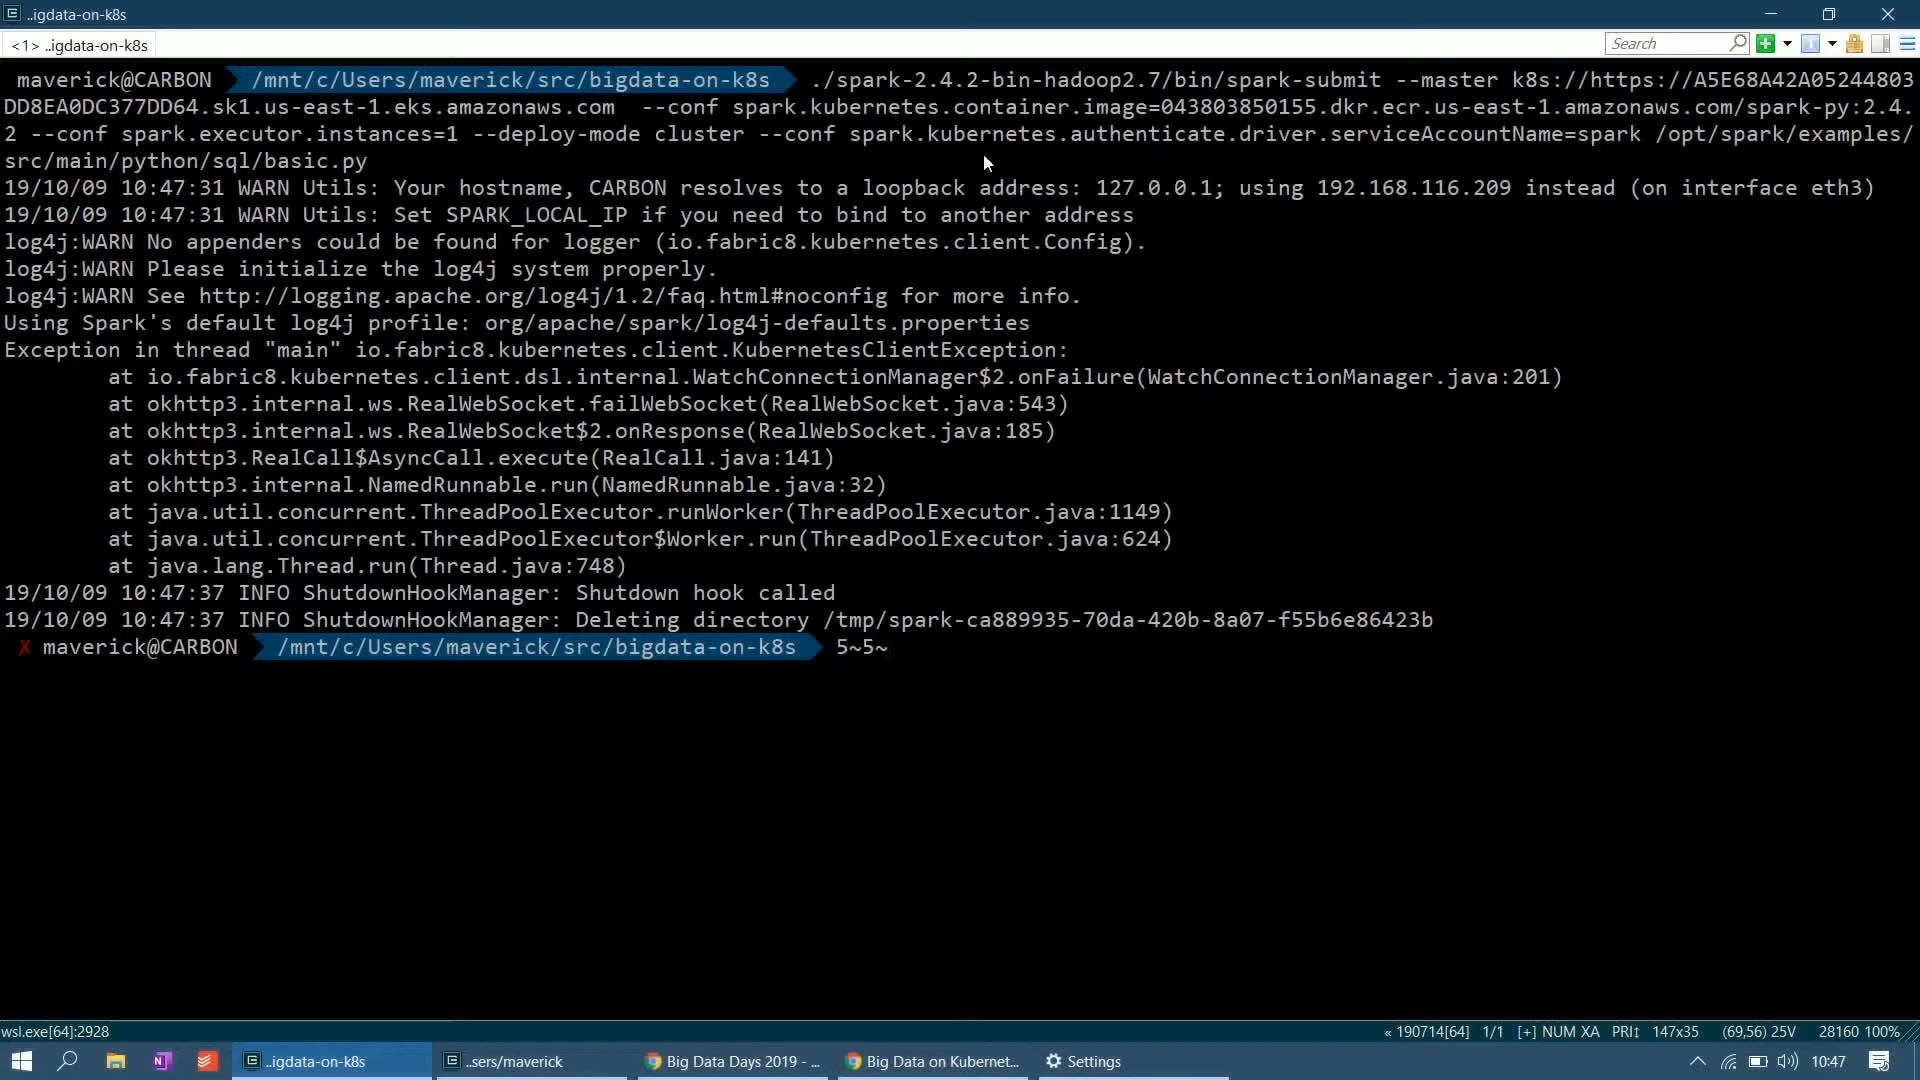 ..igdata-on-k8s
<1> ..igdata-on-k8s
Search
maverick@CARBON /mnt/c/Users/maverick/src/bigdata-on-k8s ./spark-2.4.2-bin-hadoop2.7/bin/spark-submit --master k8s://https://A5E68A42A05244803
DD8EA0DC377DD64.sk1.us-east-1.eks.amazonaws.com --conf spark.kubernetes.container.image=043803850155.dkr.ecr.us-east-1.amazonaws.com/spark-py:2.4.
2 --conf spark.executor.instances=1 --deploy-mode cluster --conf spark.kubernetes.authenticate.driver.serviceAccountName=spark /opt/spark/examples/
src/main/python/sql/basic.py
19/10/09 10:47:31 WARN Utils: Your hostname, CARBON resolves to a loopback address: 127.0.0.1; using 192.168.116.209 instead (on interface eth3)
19/10/09 10:47:31 WARN Utils: Set SPARK_LOCAL_IP if you need to bind to another address
log4j:WARN No appenders could be found for logger (io.fabric8.kubernetes.client.Config).
log4j:WARN Please initialize the log4j system properly.
log4j:WARN See http://logging.apache.org/log4j/1.2/faq.html#noconfig for more info.
Using Spark's default log4j profile: org/apache/spark/log4j-defaults.properties
Exception in thread "main" io.fabric8.kubernetes.client.KubernetesClientException:
at io.fabric8.kubernetes.client.dsl.internal.WatchConnectionManager$2.onFailure(WatchConnectionManager.java:201)
at okhttp3.internal.ws.RealWebSocket.failWebSocket(RealWebSocket.java:543)
at okhttp3.internal.ws.RealWebSocket$2.onResponse(RealWebSocket.java:185)
at okhttp3.RealCall$AsyncCall.execute(RealCall.java:141)
at okhttp3.internal.NamedRunnable.run(NamedRunnable.java:32)
at java.util.concurrent.ThreadPoolExecutor.runWorker(ThreadPoolExecutor.java:1149)
at java.util.concurrent.ThreadPoolExecutor$Worker.run(ThreadPoolExecutor.java:624)
at java.lang.Thread.run(Thread.java:748)
19/10/09 10:47:37 INFO ShutdownHookManager: Shutdown hook called
19/10/09 10:47:37 INFO ShutdownHookManager: Deleting directory /tmp/spark-ca889935-70da-420b-8a07-f55b6e86423b
X maverick@CARBON /mnt/c/Users/maverick/src/bigdata-on-k8s 5~5~
wsl.exe[64]:2928 « 190714[64] 1/1 [+] NUM XA PRI↕ 147x35 (69,56) 25V 28160 100%
..igdata-on-k8s ..sers/maverick Big Data Days 2019 - ... Big Data on Kubernet... Settings 10:47